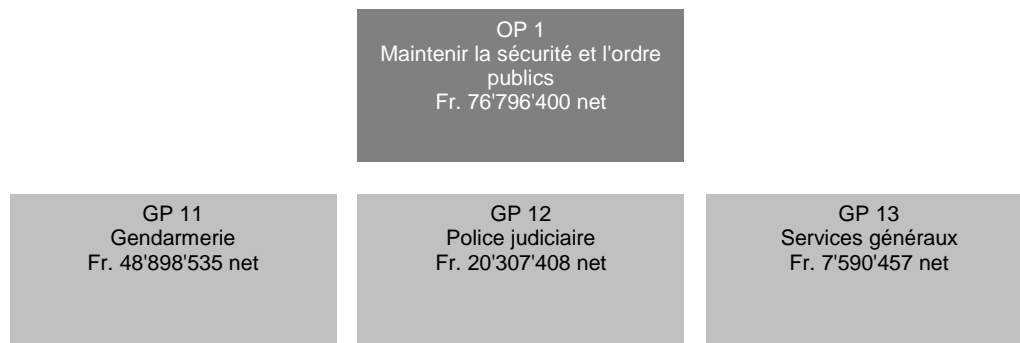 OP 1
Maintenir la sécurité et l'ordre
publics
Fr. 76'796'400 net
GP 11
Gendarmerie
Fr. 48'898'535 net
GP 12
Police judiciaire
Fr. 20'307'408 net
GP 13
Services généraux
Fr. 7'590'457 net